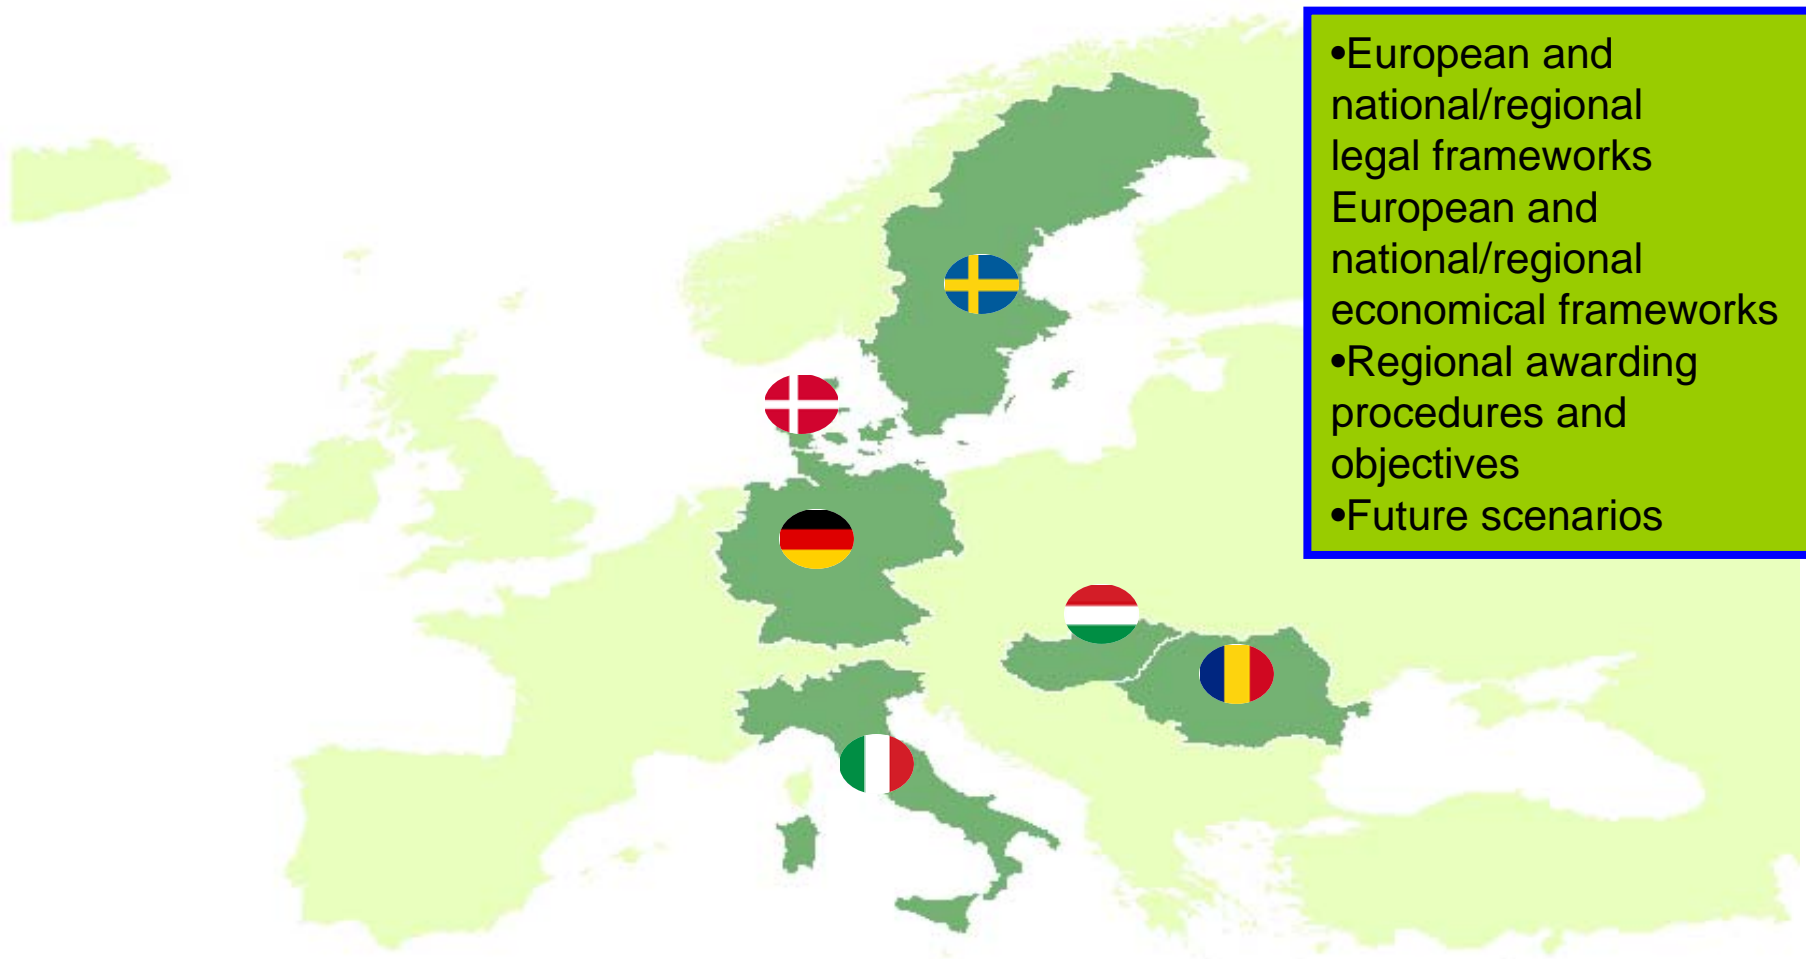 •European and
national/regional
legal frameworks
European and
national/regional
economical frameworks
•Regional awarding
procedures and
objectives
•Future scenarios